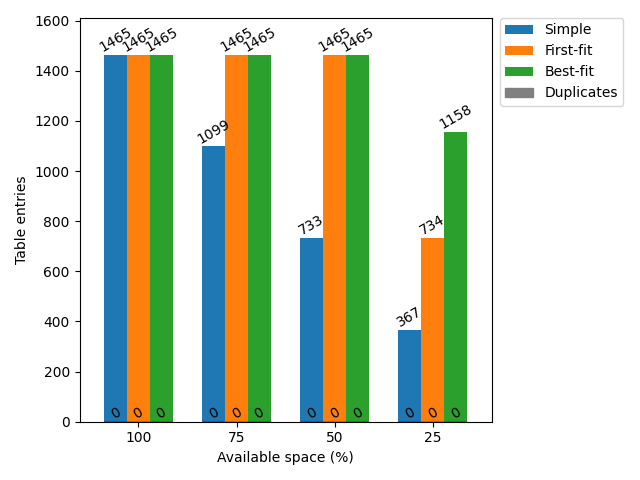 1600
1400
1200
1000
800
600
400
200
0
Table entries
1465 1465 1465
1099 1465 1465
733 1465 1465
367 734 1158
0 0 0
0 0 0
0 0 0
0 0 0
100 75 50 25
Available space (%)
Simple
First-fit
Best-fit
Duplicates